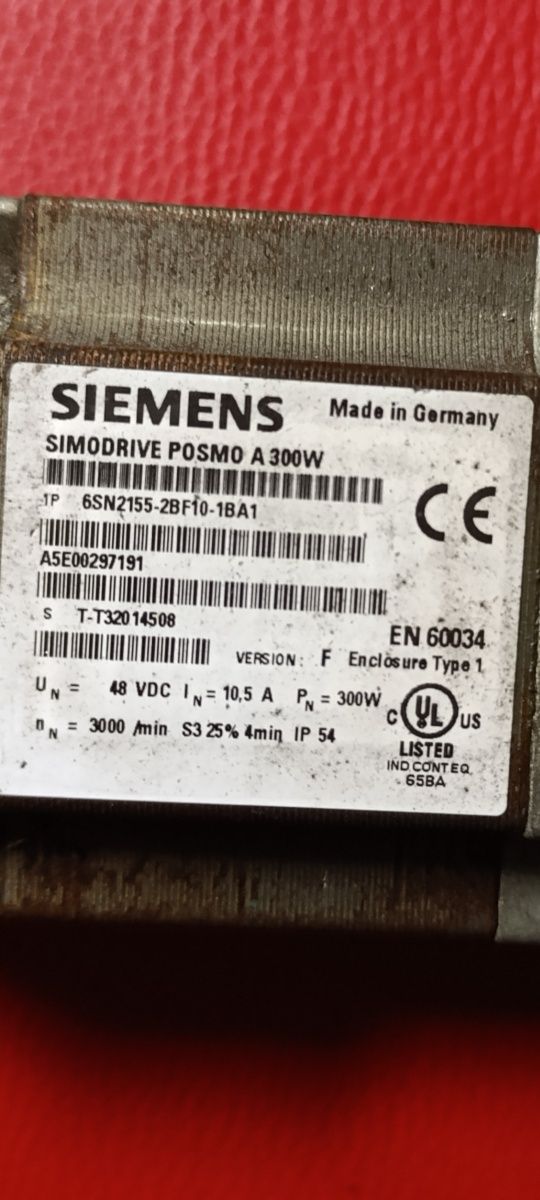 SIEMENS Made in Germany
SIMODRIVE POSMO A 300W
1P 6SN2155-2BF10-1BA1
CE
A5E00297191
S T-T32014508
EN 60034
VERSION: F Enclosure Type 1
UN = 48 VDC IN = 10,5 A PN = 300W
C UL US
nN = 3000 /min S3 25% 4min IP 54
LISTED
IND CONT EQ
65BA